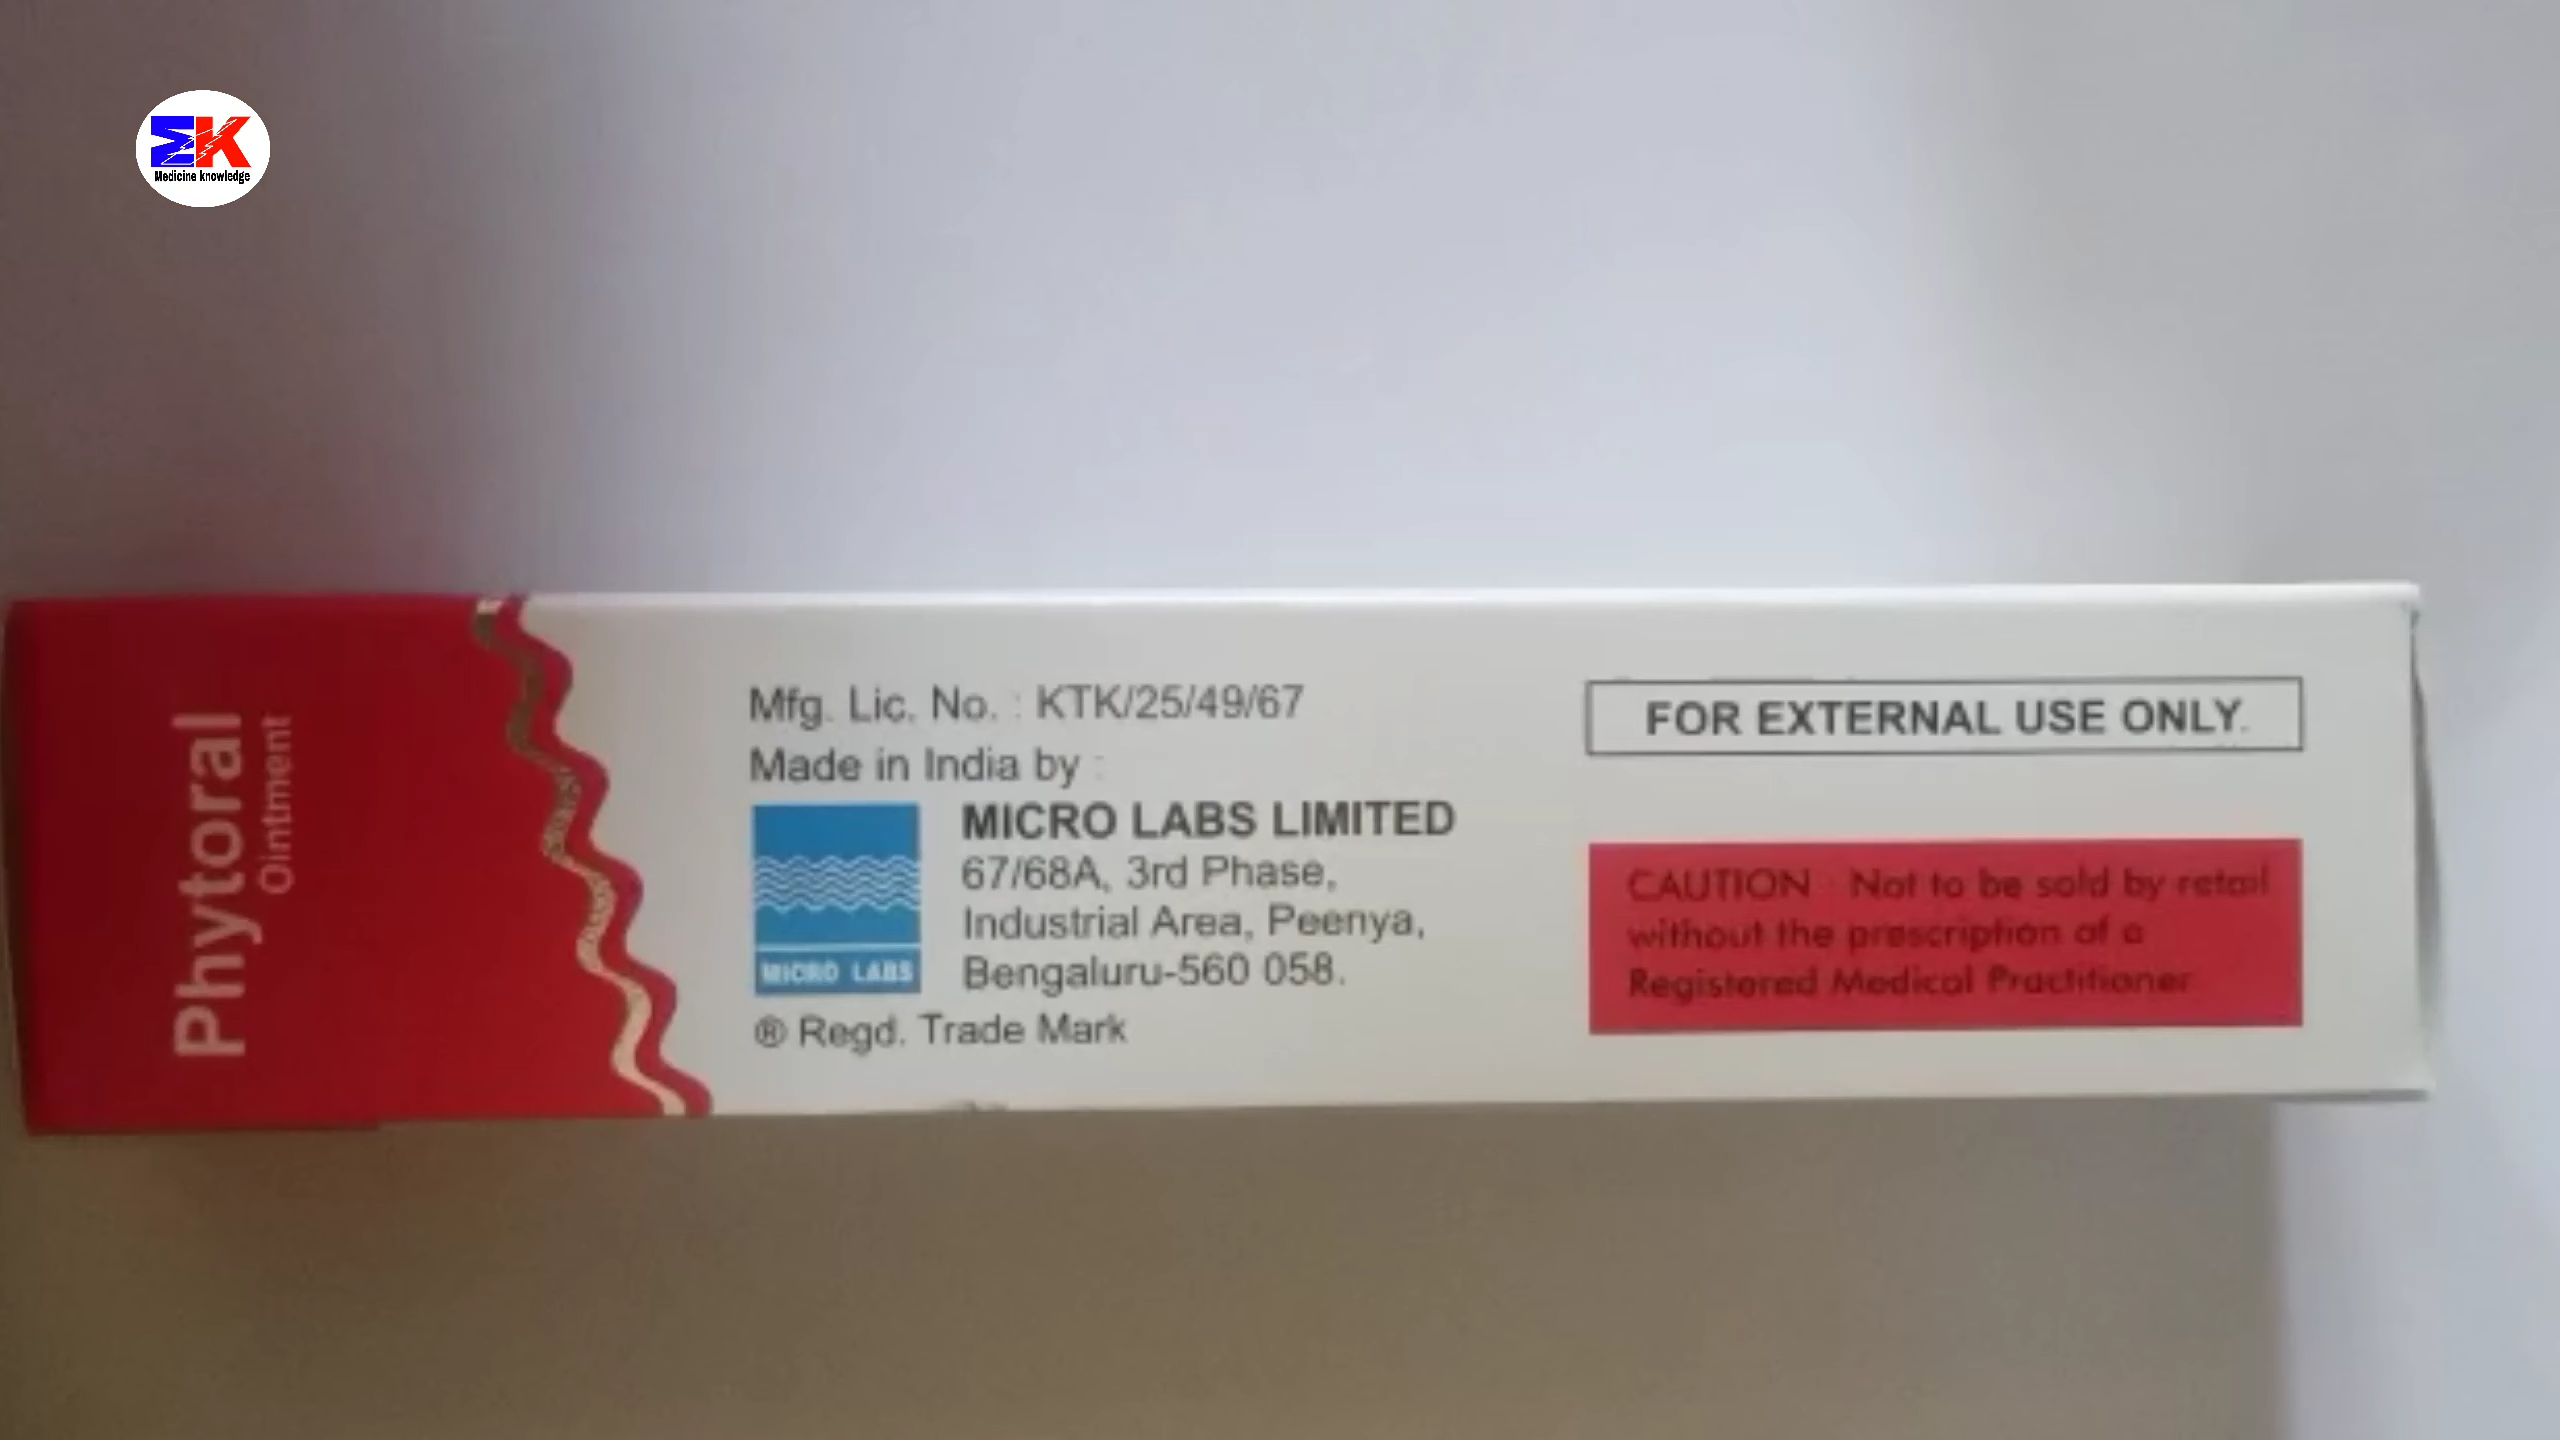 MK
Medicine knowledge
Phytoral
Ointment
Mfg. Lic. No. : KTK/25/49/67
Made in India by :
MICRO LABS LIMITED
67/68A, 3rd Phase,
Industrial Area, Peenya,
Bengaluru-560 058.
MICRO LABS
® Regd. Trade Mark
FOR EXTERNAL USE ONLY.
CAUTION : Not to be sold by retail
without the prescription of a
Registered Medical Practitioner